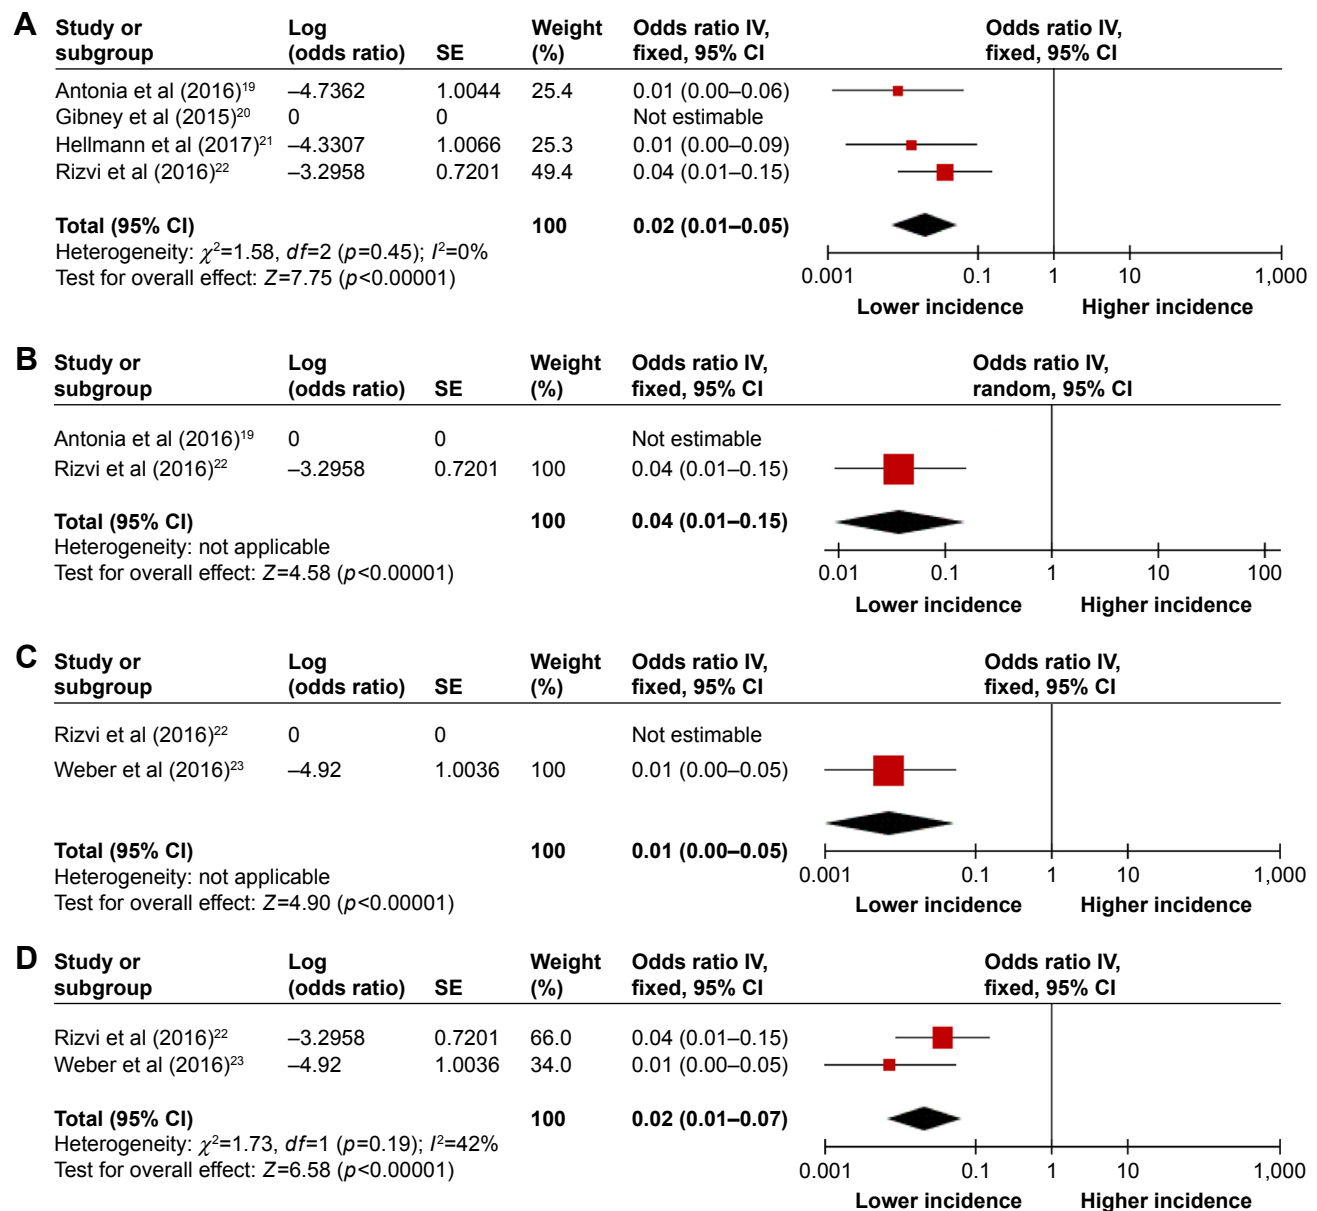 A Study or subgroup Log (odds ratio) SE Weight (%) Odds ratio IV, fixed, 95% CI Odds ratio IV, fixed, 95% CI
Antonia et al (2016)19 –4.7362 1.0044 25.4 0.01 (0.00–0.06)
Gibney et al (2015)20 0 0 Not estimable
Hellmann et al (2017)21 –4.3307 1.0066 25.3 0.01 (0.00–0.09)
Rizvi et al (2016)22 –3.2958 0.7201 49.4 0.04 (0.01–0.15)
Total (95% CI) 100 0.02 (0.01–0.05)
Heterogeneity: χ2=1.58, df=2 (p=0.45); I2=0%
Test for overall effect: Z=7.75 (p<0.00001)
0.001 0.1 1 10 1,000
Lower incidence Higher incidence
B Study or subgroup Log (odds ratio) SE Weight (%) Odds ratio IV, fixed, 95% CI Odds ratio IV, random, 95% CI
Antonia et al (2016)19 0 0 Not estimable
Rizvi et al (2016)22 –3.2958 0.7201 100 0.04 (0.01–0.15)
Total (95% CI) 100 0.04 (0.01–0.15)
Heterogeneity: not applicable
Test for overall effect: Z=4.58 (p<0.00001)
0.01 0.1 1 10 100
Lower incidence Higher incidence
C Study or subgroup Log (odds ratio) SE Weight (%) Odds ratio IV, fixed, 95% CI Odds ratio IV, fixed, 95% CI
Rizvi et al (2016)22 0 0 Not estimable
Weber et al (2016)23 –4.92 1.0036 100 0.01 (0.00–0.05)
Total (95% CI) 100 0.01 (0.00–0.05)
Heterogeneity: not applicable
Test for overall effect: Z=4.90 (p<0.00001)
0.001 0.1 1 10 1,000
Lower incidence Higher incidence
D Study or subgroup Log (odds ratio) SE Weight (%) Odds ratio IV, fixed, 95% CI Odds ratio IV, fixed, 95% CI
Rizvi et al (2016)22 –3.2958 0.7201 66.0 0.04 (0.01–0.15)
Weber et al (2016)23 –4.92 1.0036 34.0 0.01 (0.00–0.05)
Total (95% CI) 100 0.02 (0.01–0.07)
Heterogeneity: χ2=1.73, df=1 (p=0.19); I2=42%
Test for overall effect: Z=6.58 (p<0.00001)
0.001 0.1 1 10 1,000
Lower incidence Higher incidence